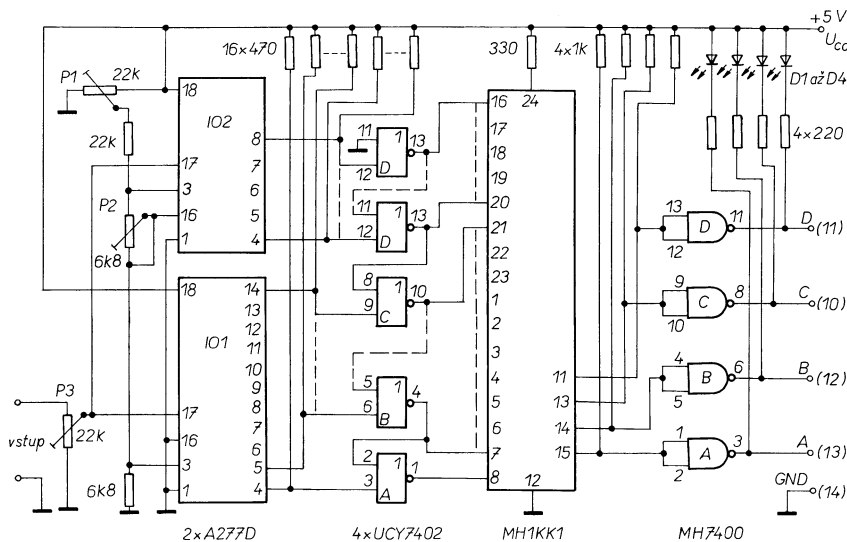 +5 V
U_cc
P1
22k
16×470
330
4×1k
D1 až D4
4×220
22k
P2
6k8
P3
22k
vstup
6k8
IO2
18
17
3
16
1
8
7
6
5
4
IO1
18
17
16
3
1
14
13
12
11
10
9
8
7
6
5
4
11
12
1
13
D
11
12
1
13
D
8
9
1
10
C
5
6
1
4
B
2
3
1
1
A
24
16
17
18
19
20
21
22
23
1
2
3
4
5
6
7
8
11
13
14
15
12
13
12
D
11
9
10
C
8
4
5
B
6
1
2
A
3
D (11)
C (10)
B (12)
A (13)
GND (14)
2×A277D
4×UCY7402
MH1KK1
MH7400